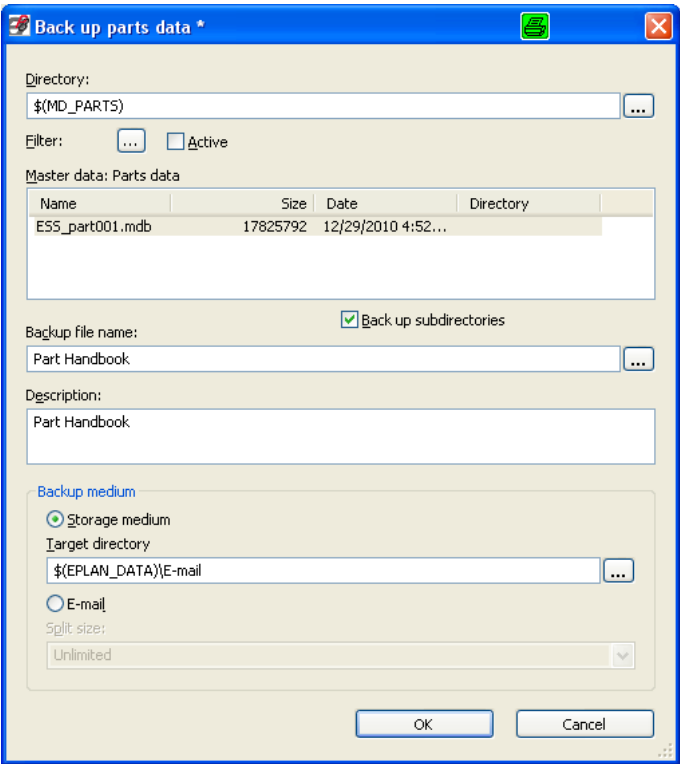 Back up parts data *
Directory:
$(MD_PARTS)
...
Filter:
...
Active
Master data: Parts data
Name Size Date Directory
ESS_part001.mdb 17825792 12/29/2010 4:52...
Back up subdirectories
Backup file name:
Part Handbook
...
Description:
Part Handbook
Backup medium
Storage medium
Target directory
$(EPLAN_DATA)\E-mail
...
E-mail
Split size:
Unlimited
OK Cancel